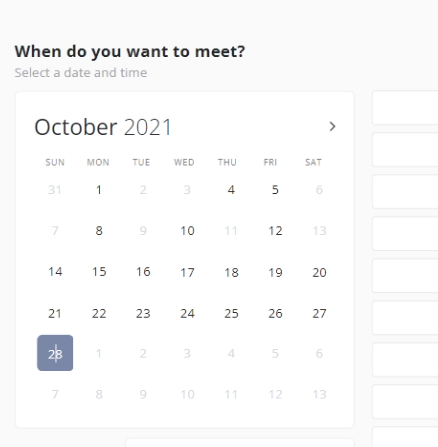 When do you want to meet?
Select a date and time
October 2021
SUN MON TUE WED THU FRI SAT
31 1 2 3 4 5 6
7 8 9 10 11 12 13
14 15 16 17 18 19 20
21 22 23 24 25 26 27
28 1 2 3 4 5 6
7 8 9 10 11 12 13